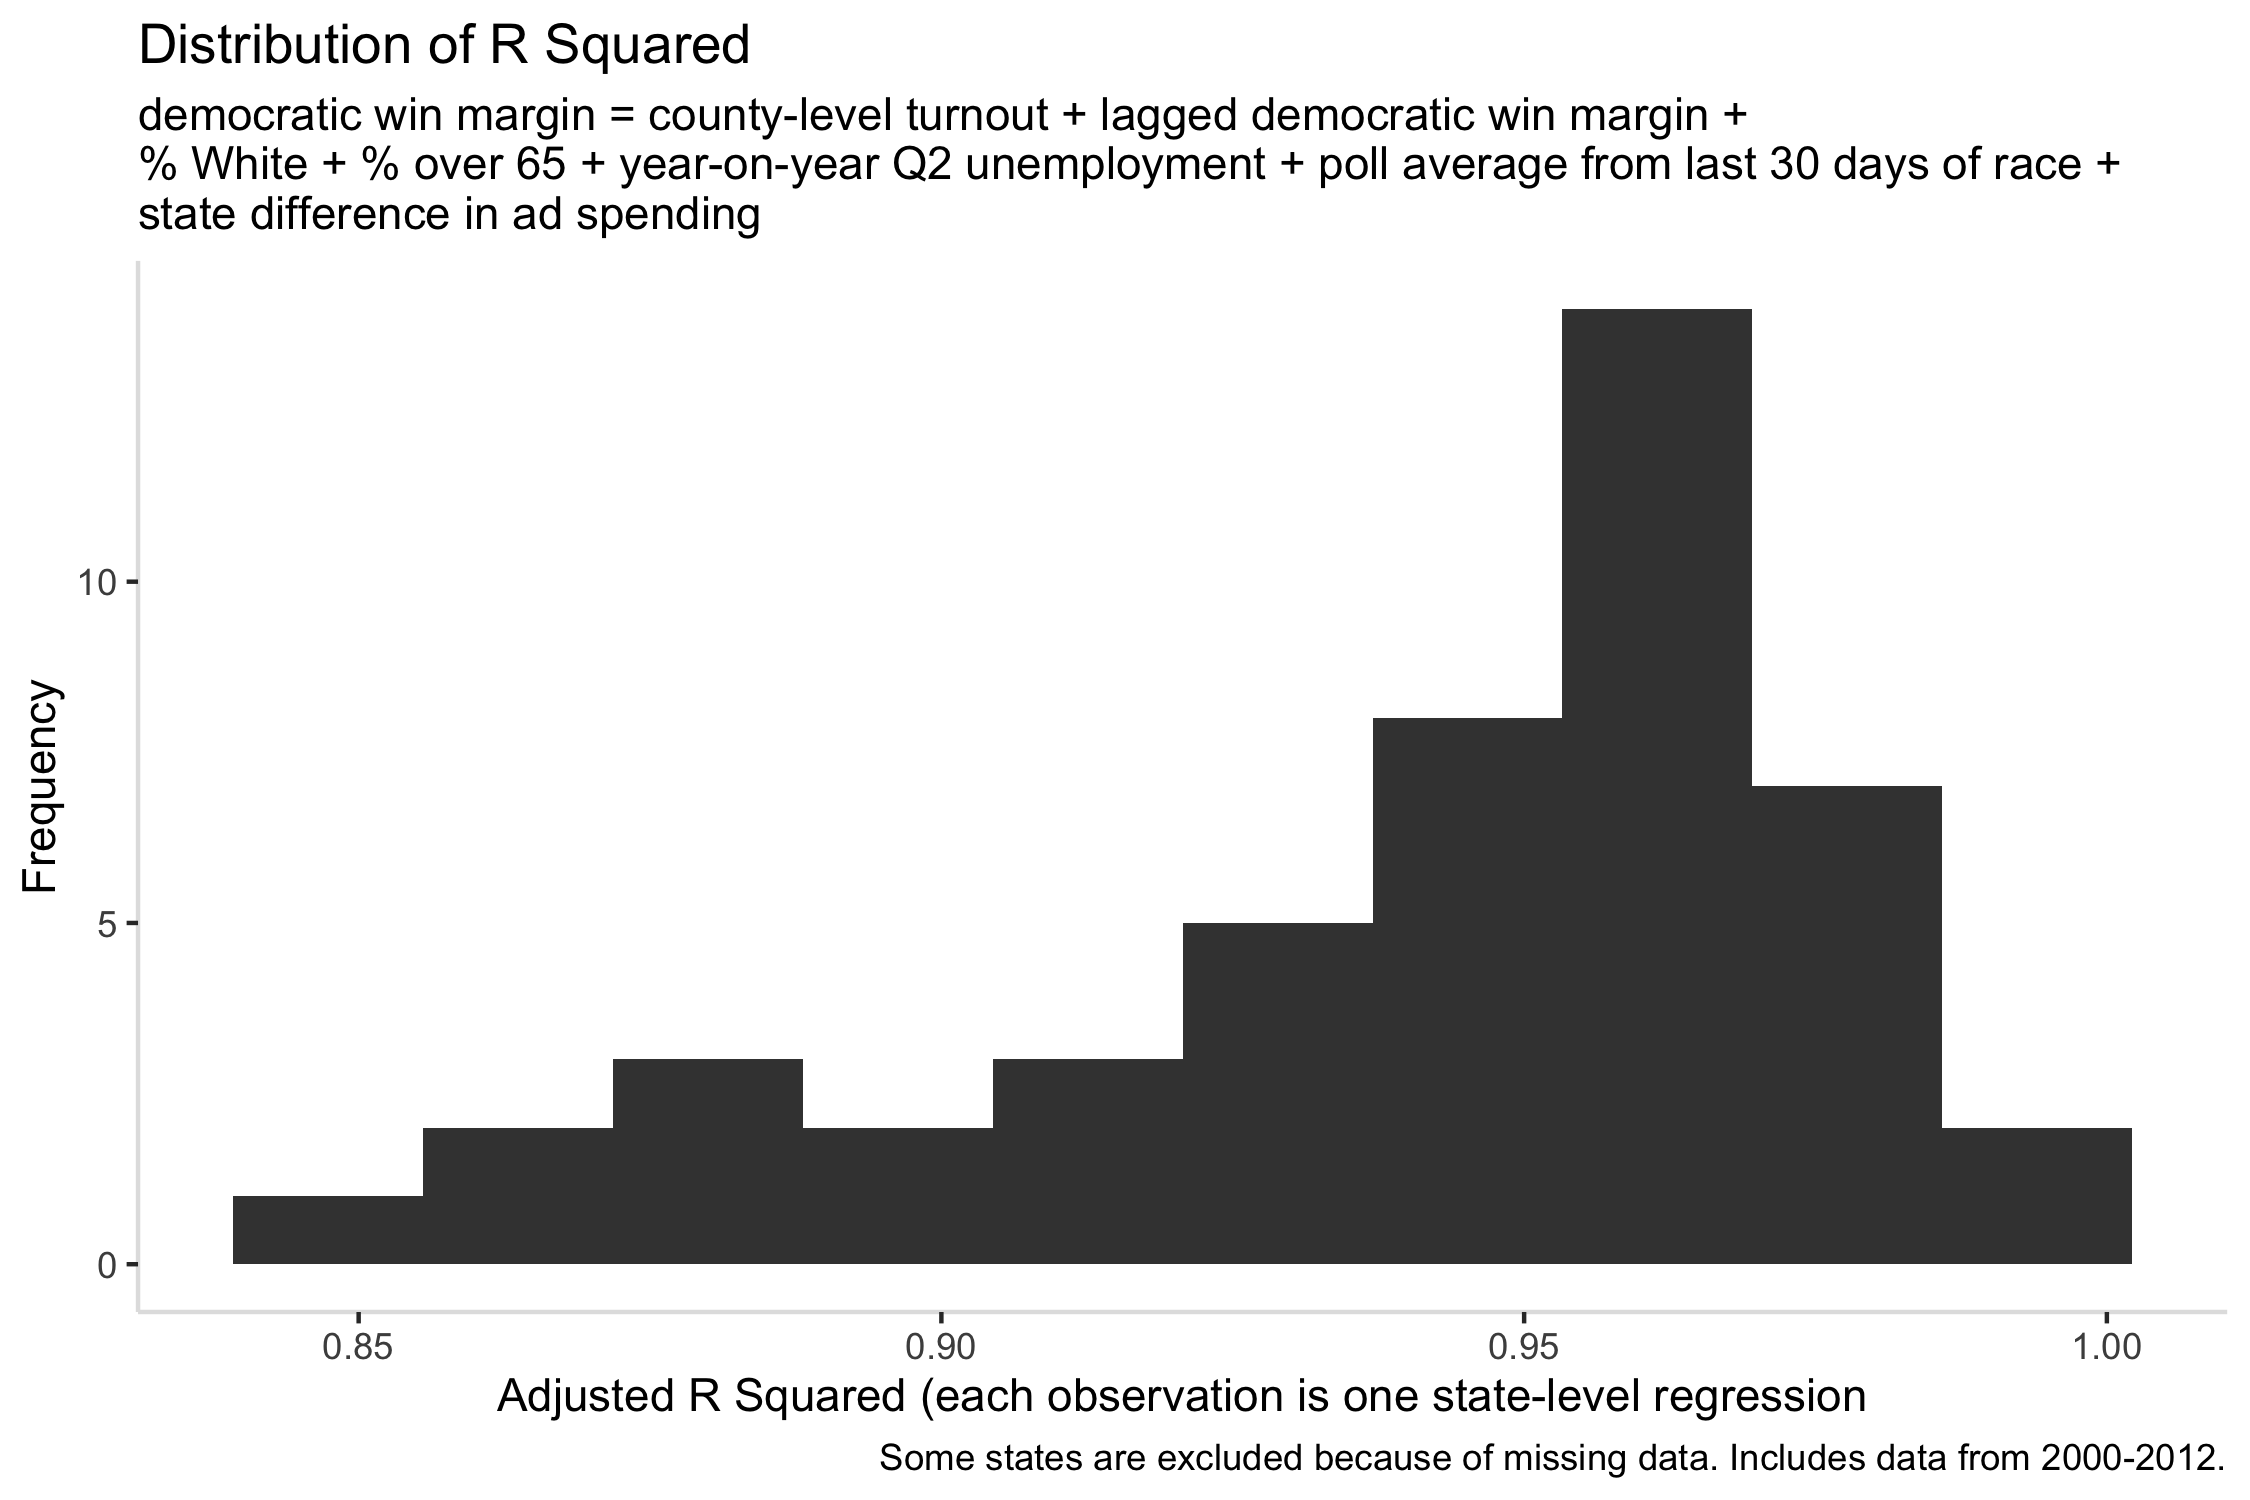 Distribution of R Squared
democratic win margin = county-level turnout + lagged democratic win margin +
% White + % over 65 + year-on-year Q2 unemployment + poll average from last 30 days of race +
state difference in ad spending
Frequency
10
5
0
0.85 0.90 0.95 1.00
Adjusted R Squared (each observation is one state-level regression
Some states are excluded because of missing data. Includes data from 2000-2012.